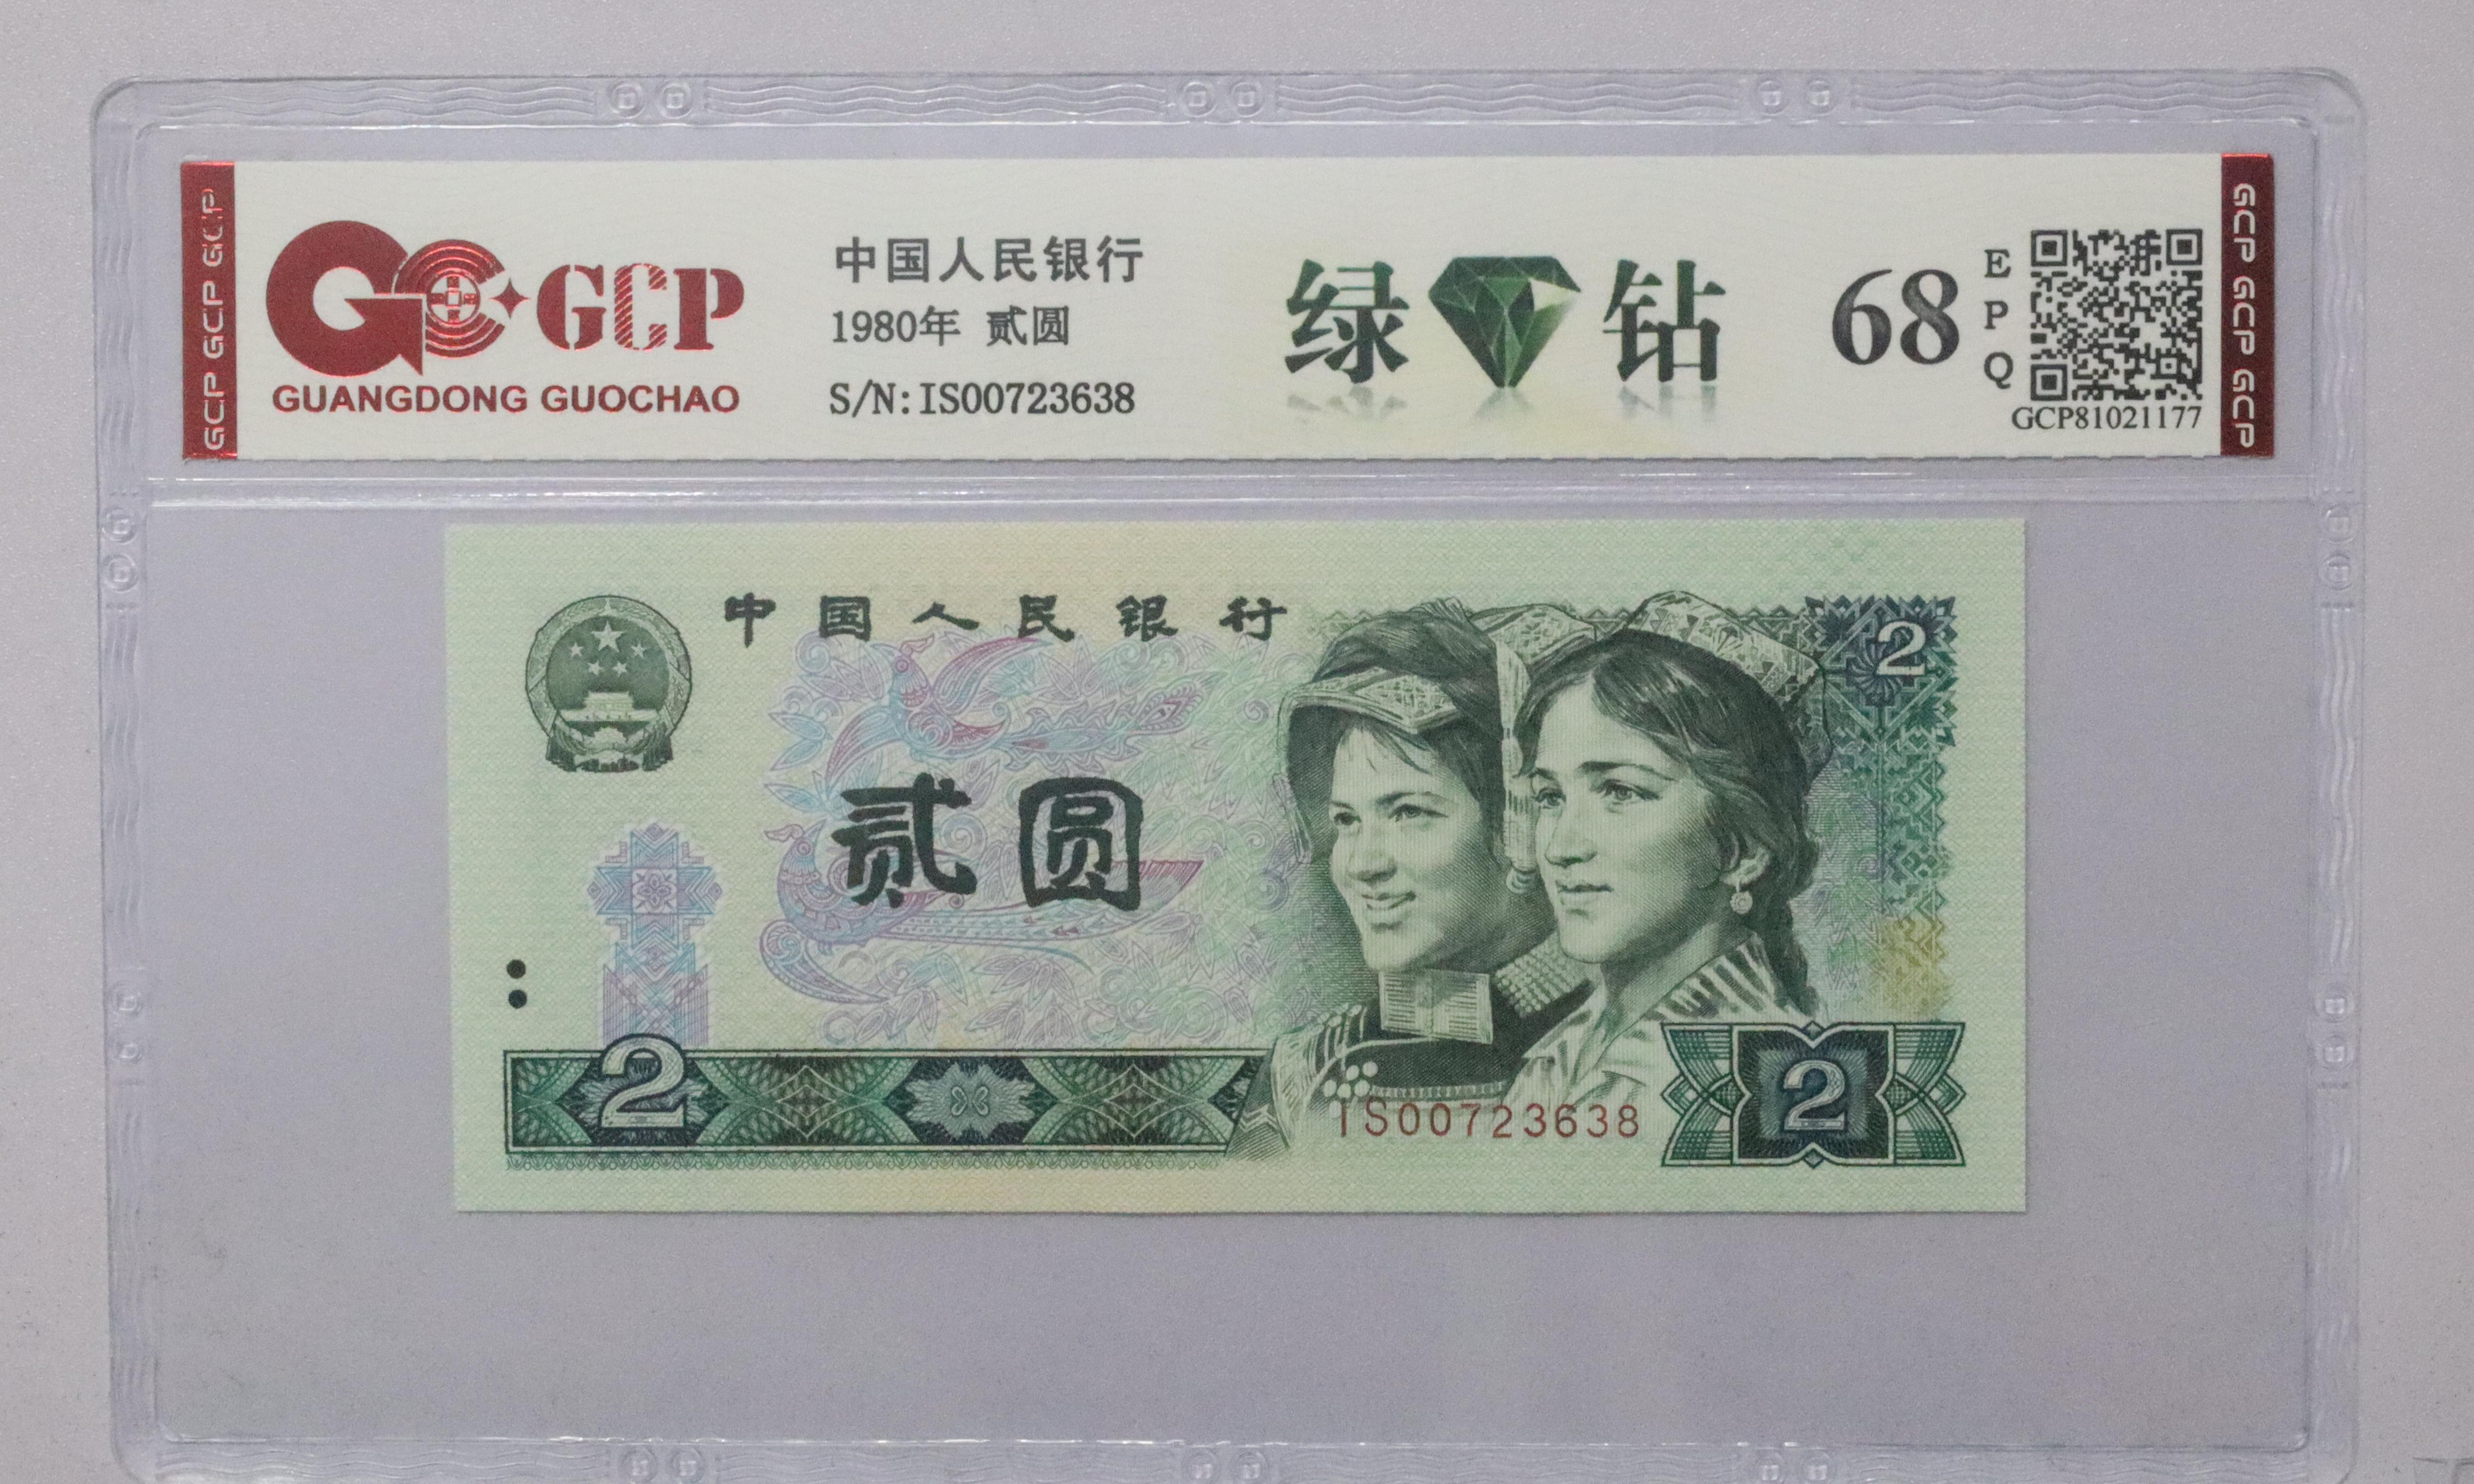 GCP GCP GCP
GC GCP
GUANGDONG GUOCHAO
中国人民银行
1980年 贰圆
S/N:IS00723638
绿 钻
68
EPQ
GCP81021177
GCP GCP GCP
中国人民银行
2
贰圆
2
IS00723638
2